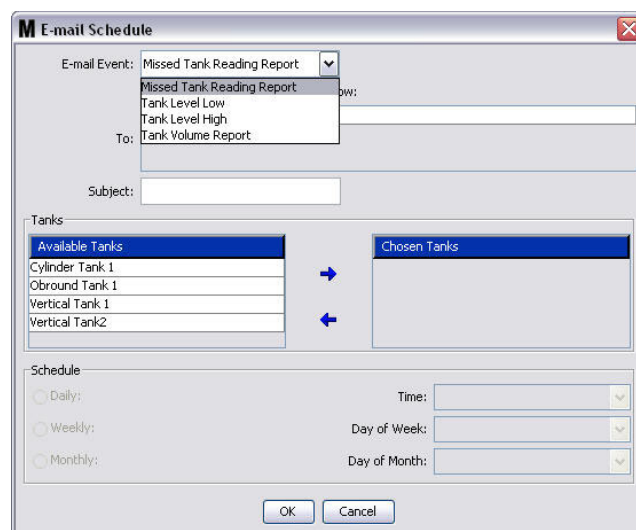 M E-mail Schedule
E-mail Event: Missed Tank Reading Report
Missed Tank Reading Report
Tank Level Low
Tank Level High
Tank Volume Report
To:
Subject:
Tanks
Available Tanks
Chosen Tanks
Cylinder Tank 1
Obround Tank 1
Vertical Tank 1
Vertical Tank2
Schedule
Daily: Time:
Weekly: Day of Week:
Monthly: Day of Month:
OK Cancel